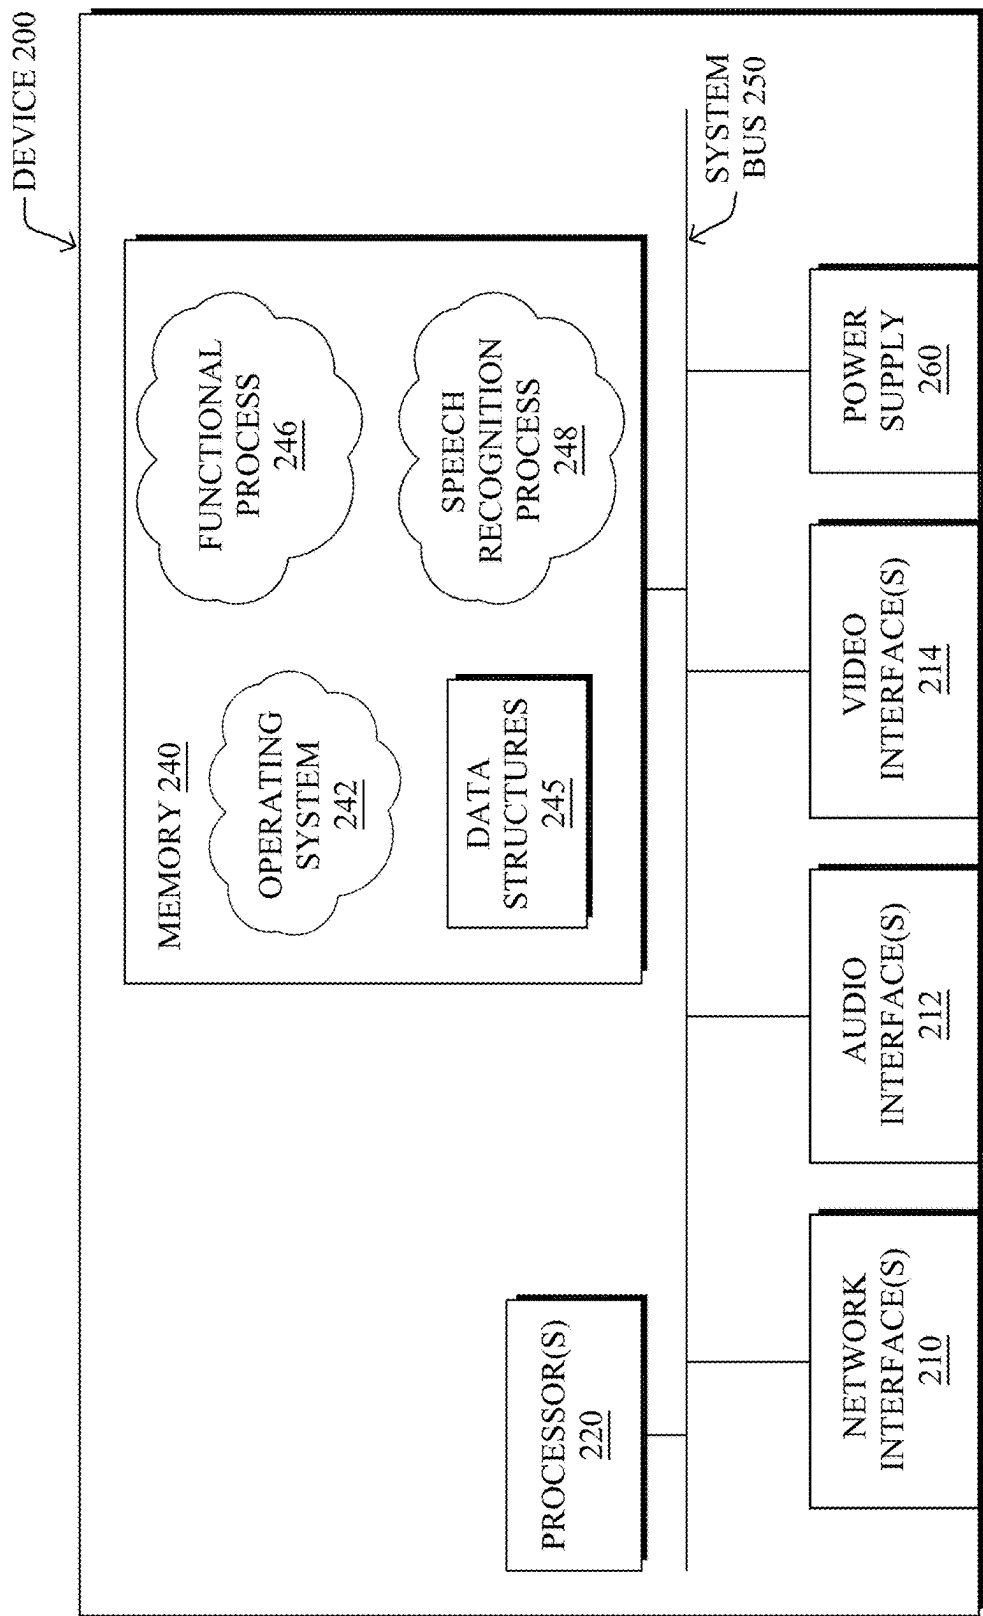 DEVICE 200
MEMORY 240
OPERATING
SYSTEM
242
FUNCTIONAL
PROCESS
246
DATA
STRUCTURES
245
SPEECH
RECOGNITION
PROCESS
248
PROCESSOR(S)
220
SYSTEM
BUS 250
NETWORK
INTERFACE(S)
210
AUDIO
INTERFACE(S)
212
VIDEO
INTERFACE(S)
214
POWER
SUPPLY
260